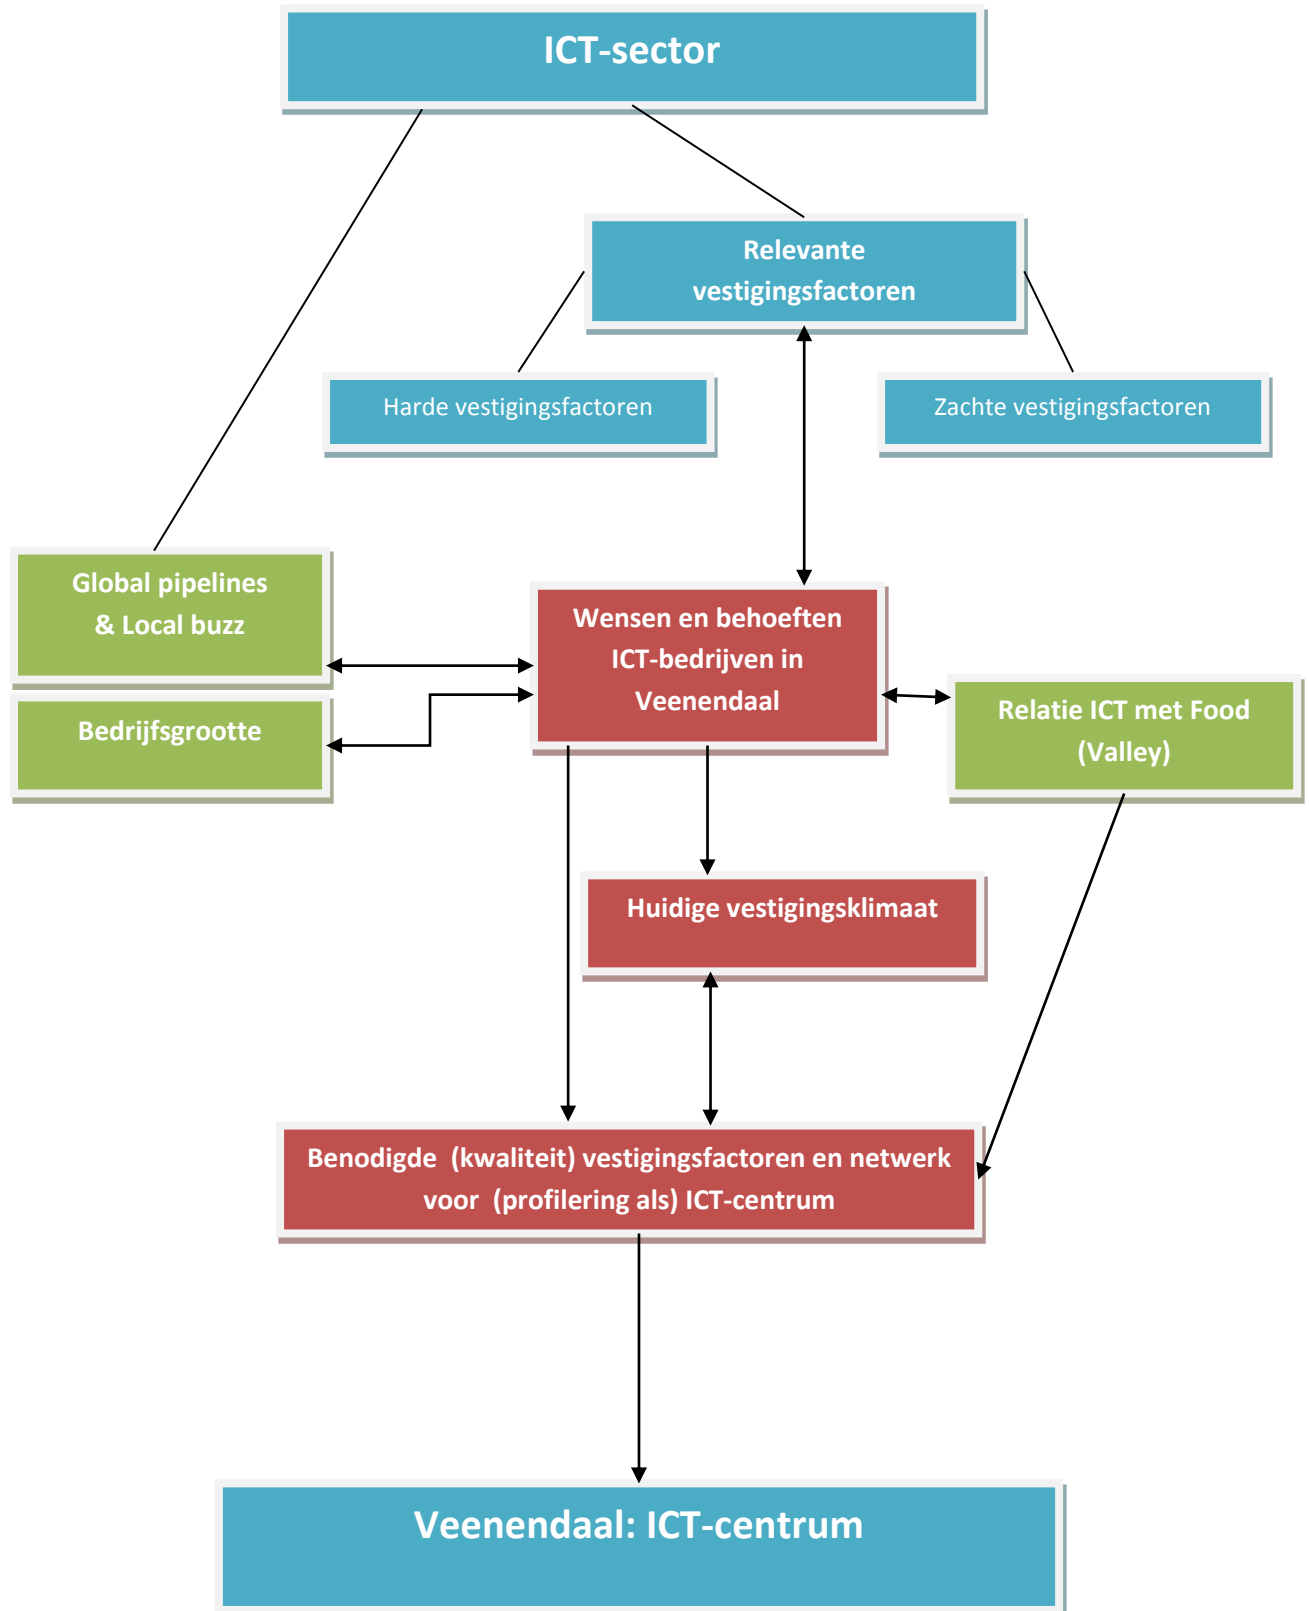 ICT-sector
Relevante
vestigingsfactoren
Harde vestigingsfactoren
Zachte vestigingsfactoren
Global pipelines
& Local buzz
Wensen en behoeften
ICT-bedrijven in
Veenendaal
Bedrijfsgrootte
Relatie ICT met Food
(Valley)
Huidige vestigingsklimaat
Benodigde (kwaliteit) vestigingsfactoren en netwerk
voor (profilering als) ICT-centrum
Veenendaal: ICT-centrum